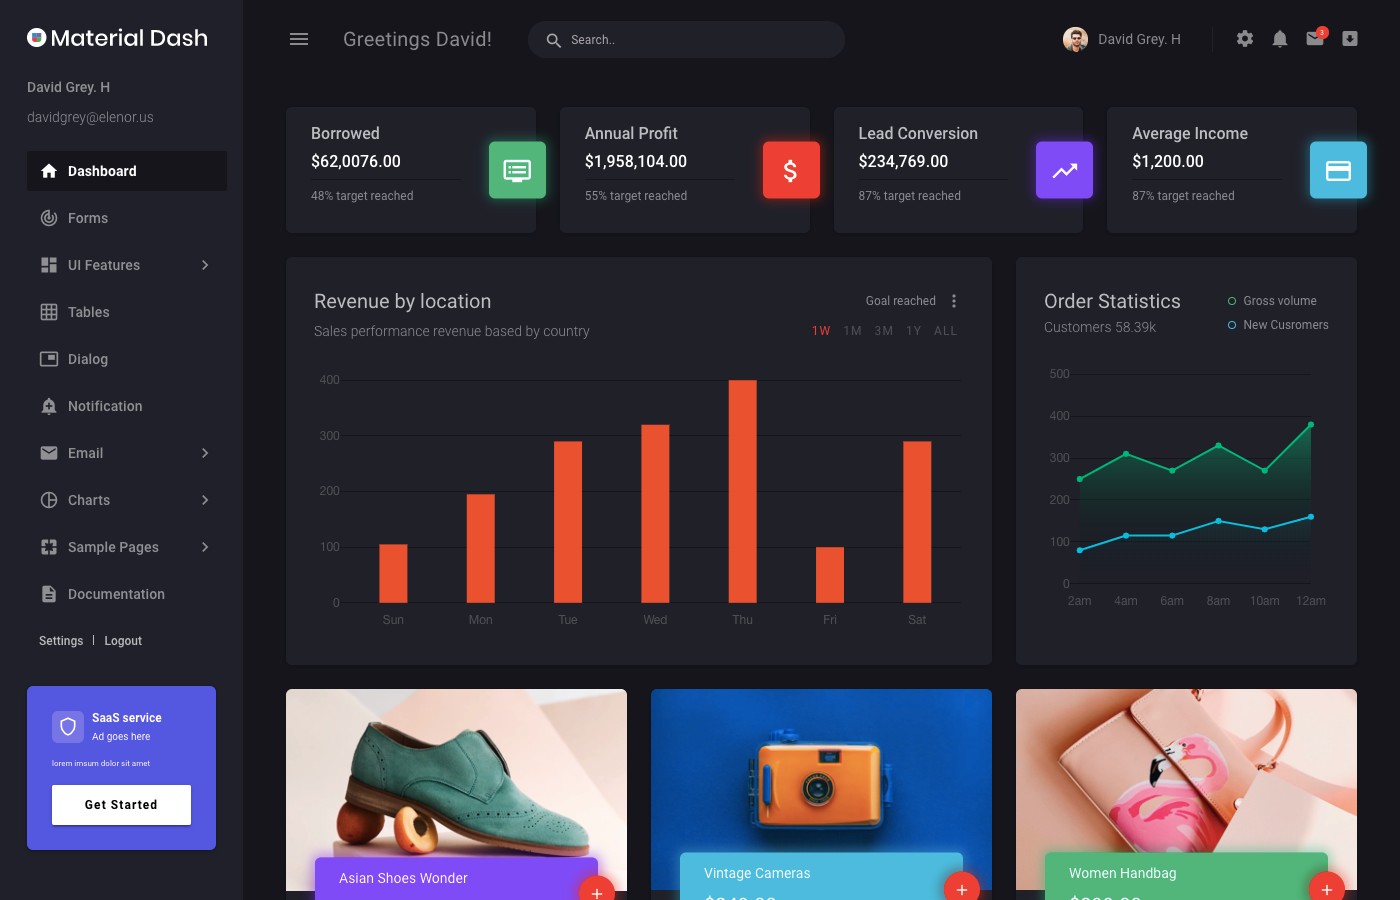 Material Dash
David Grey. H
davidgrey@elenor.us
Dashboard
Forms
UI Features
Tables
Dialog
Notification
Email
Charts
Sample Pages
Documentation
Settings | Logout
SaaS service
Ad goes here
lorem imsum dolor sit amet
Get Started
Greetings David!
Search..
David Grey. H
3
Borrowed
$62,0076.00
48% target reached
Annual Profit
$1,958,104.00
55% target reached
Lead Conversion
$234,769.00
87% target reached
Average Income
$1,200.00
87% target reached
Revenue by location
Goal reached
Sales performance revenue based by country
1W 1M 3M 1Y ALL
400
300
200
100
0
Sun Mon Tue Wed Thu Fri Sat
Order Statistics
Customers 58.39k
Gross volume
New Cusromers
500
400
300
200
100
0
2am 4am 6am 8am 10am 12am
Asian Shoes Wonder
Vintage Cameras
Women Handbag